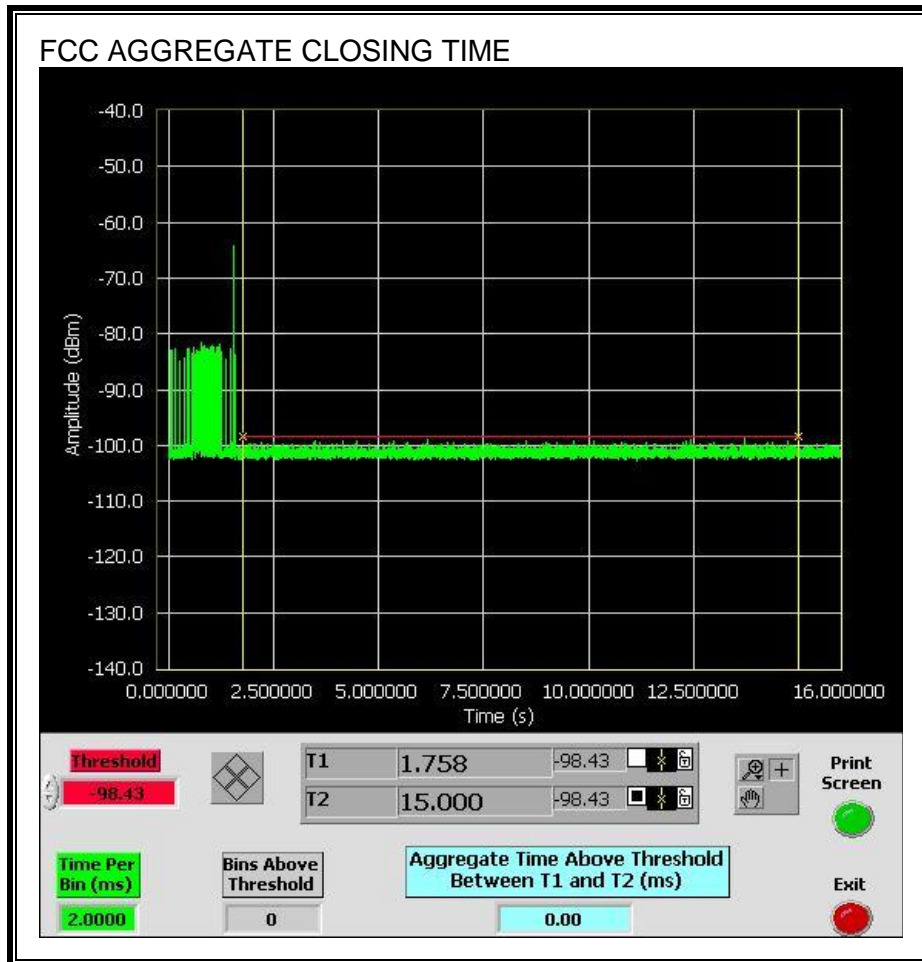 FCC AGGREGATE CLOSING TIME
-40.0
-50.0
-60.0
-70.0
-80.0
-90.0
-100.0
-110.0
-120.0
-130.0
-140.0
Amplitude (dBm)
0.000000 2.500000 5.000000 7.500000 10.000000 12.500000 16.000000
Time (s)
Threshold
-98.43
T1 1.758 -98.43
T2 15.000 -98.43
Print
Screen
Time Per
Bin (ms)
2.0000
Bins Above
Threshold
0
Aggregate Time Above Threshold
Between T1 and T2 (ms)
0.00
Exit